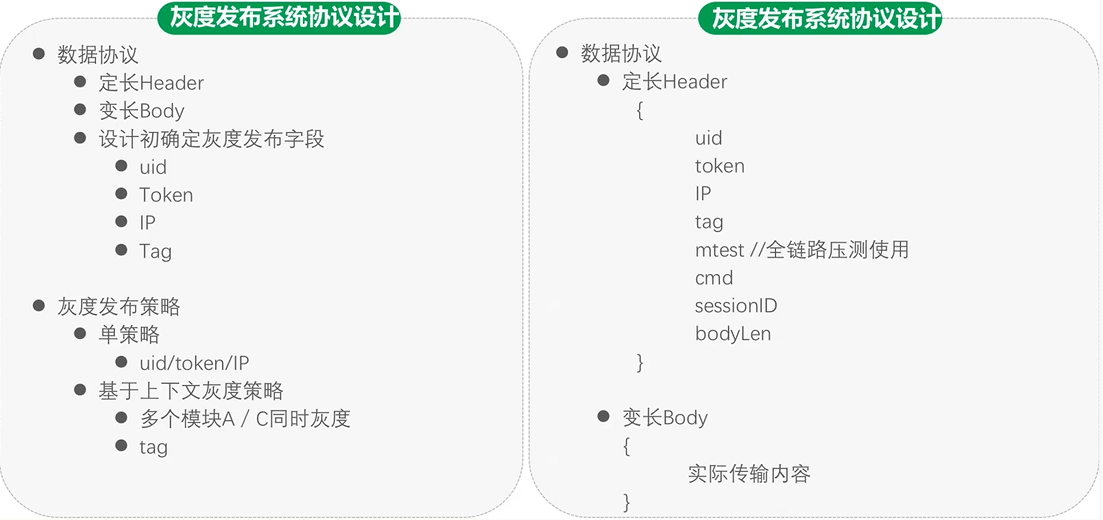 灰度发布系统协议设计
数据协议
定长Header
变长Body
设计初确定灰度发布字段
uid
Token
IP
Tag
灰度发布策略
单策略
uid/token/IP
基于上下文灰度策略
多个模块A / C同时灰度
tag
灰度发布系统协议设计
数据协议
定长Header
{
uid
token
IP
tag
mtest //全链路压测使用
cmd
sessionID
bodyLen
}
变长Body
{
实际传输内容
}